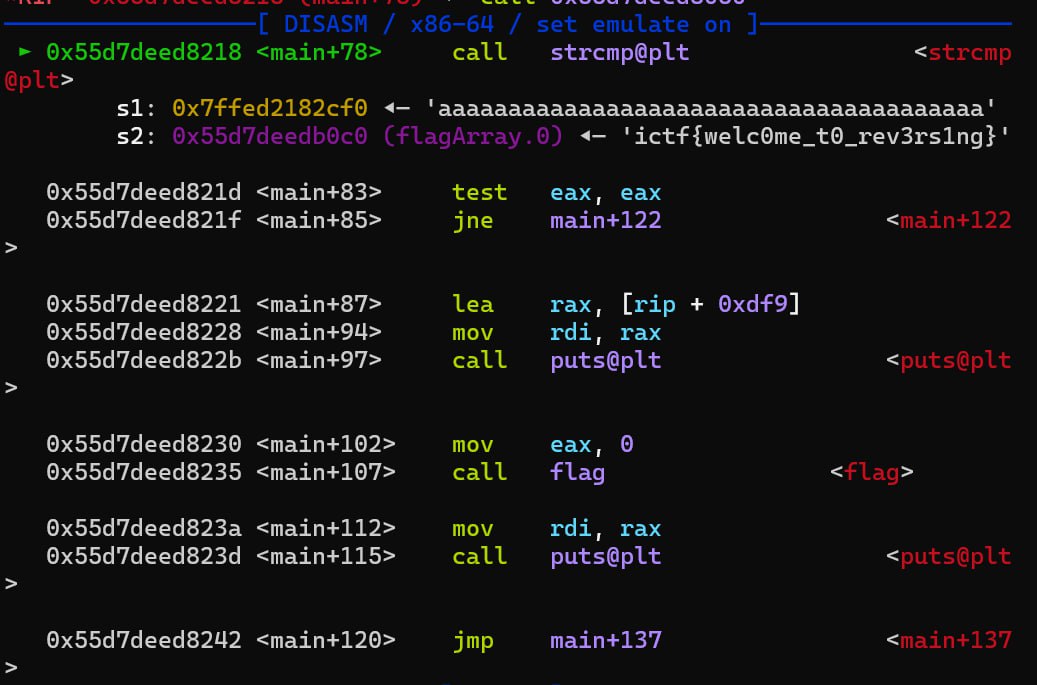 [ DISASM / x86-64 / set emulate on ]
► 0x55d7deed8218 <main+78> call strcmp@plt <strcmp
@plt>
s1: 0x7ffed2182cf0 ◂— 'aaaaaaaaaaaaaaaaaaaaaaaaaaaaaaaaaaaaaaa'
s2: 0x55d7deedb0c0 (flagArray.0) ◂— 'ictf{welc0me_t0_rev3rs1ng}'
0x55d7deed821d <main+83> test eax, eax
0x55d7deed821f <main+85> jne main+122 <main+122
>
0x55d7deed8221 <main+87> lea rax, [rip + 0xdf9]
0x55d7deed8228 <main+94> mov rdi, rax
0x55d7deed822b <main+97> call puts@plt <puts@plt
>
0x55d7deed8230 <main+102> mov eax, 0
0x55d7deed8235 <main+107> call flag <flag>
0x55d7deed823a <main+112> mov rdi, rax
0x55d7deed823d <main+115> call puts@plt <puts@plt
>
0x55d7deed8242 <main+120> jmp main+137 <main+137
>